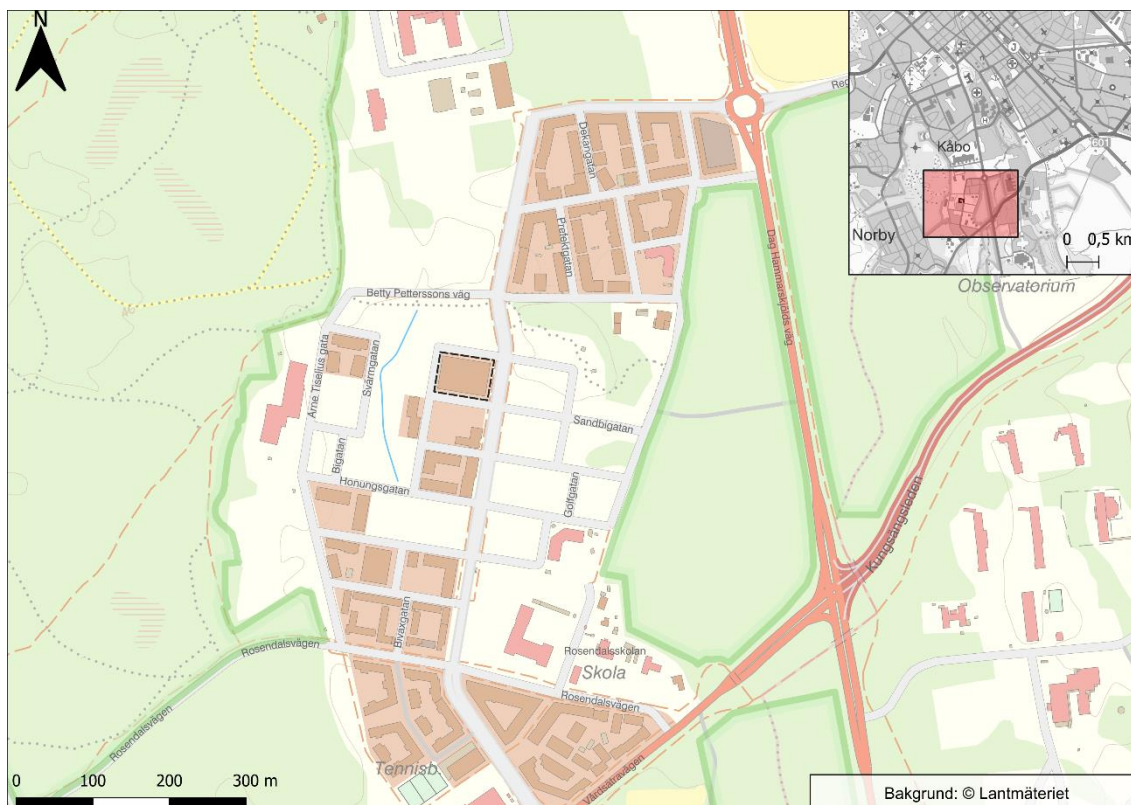 N
Reg
J
H
Kåbo
601
Norby
0 0,5 km
Observatorium
Dekangatan
Prefektgatan
Dag Hammarskjölds väg
Betty Petterssons väg
Arne Tiselius gata
Svärmgatan
Bigatan
Sandbigatan
Golfgatan
Honungsgatan
Kungsängsleden
Bivaxgatan
Rosendalsvägen
Rosendalsskolan
Skola
Rosendalsvägen
Rosendalsvägen
Tennisb.
Vårdsätravägen
0 100 200 300 m
Bakgrund: © Lantmäteriet